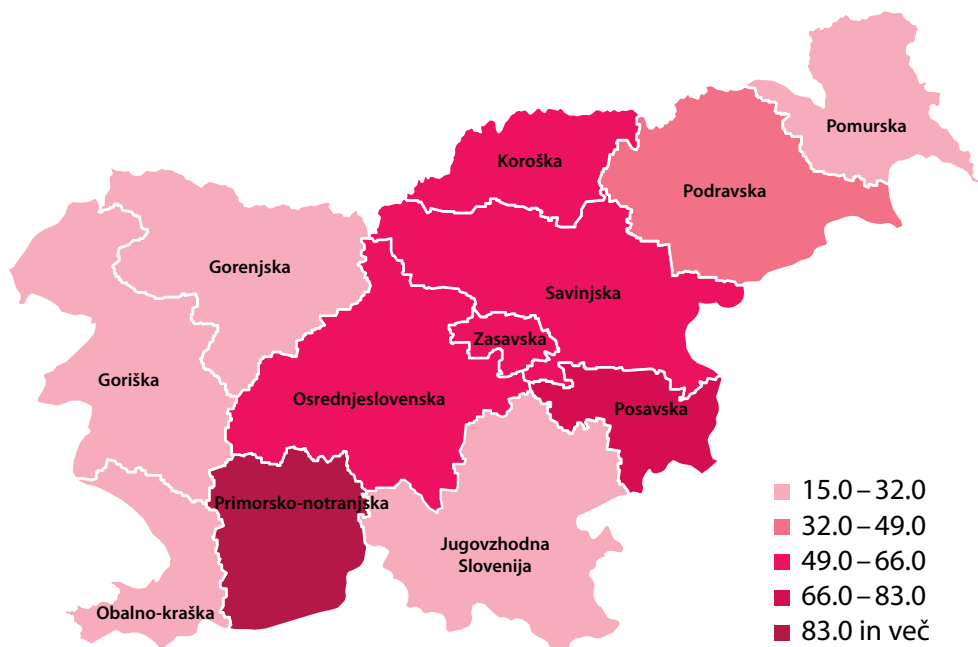 Pomurska
Koroška
Podravska
Gorenjska
Savinjska
Zasavska
Goriška
Osrednjeslovenska
Posavska
Primorsko-notranjska
Jugovzhodna
Slovenija
Obalno-kraška
15.0 – 32.0
32.0 – 49.0
49.0 – 66.0
66.0 – 83.0
83.0 in več